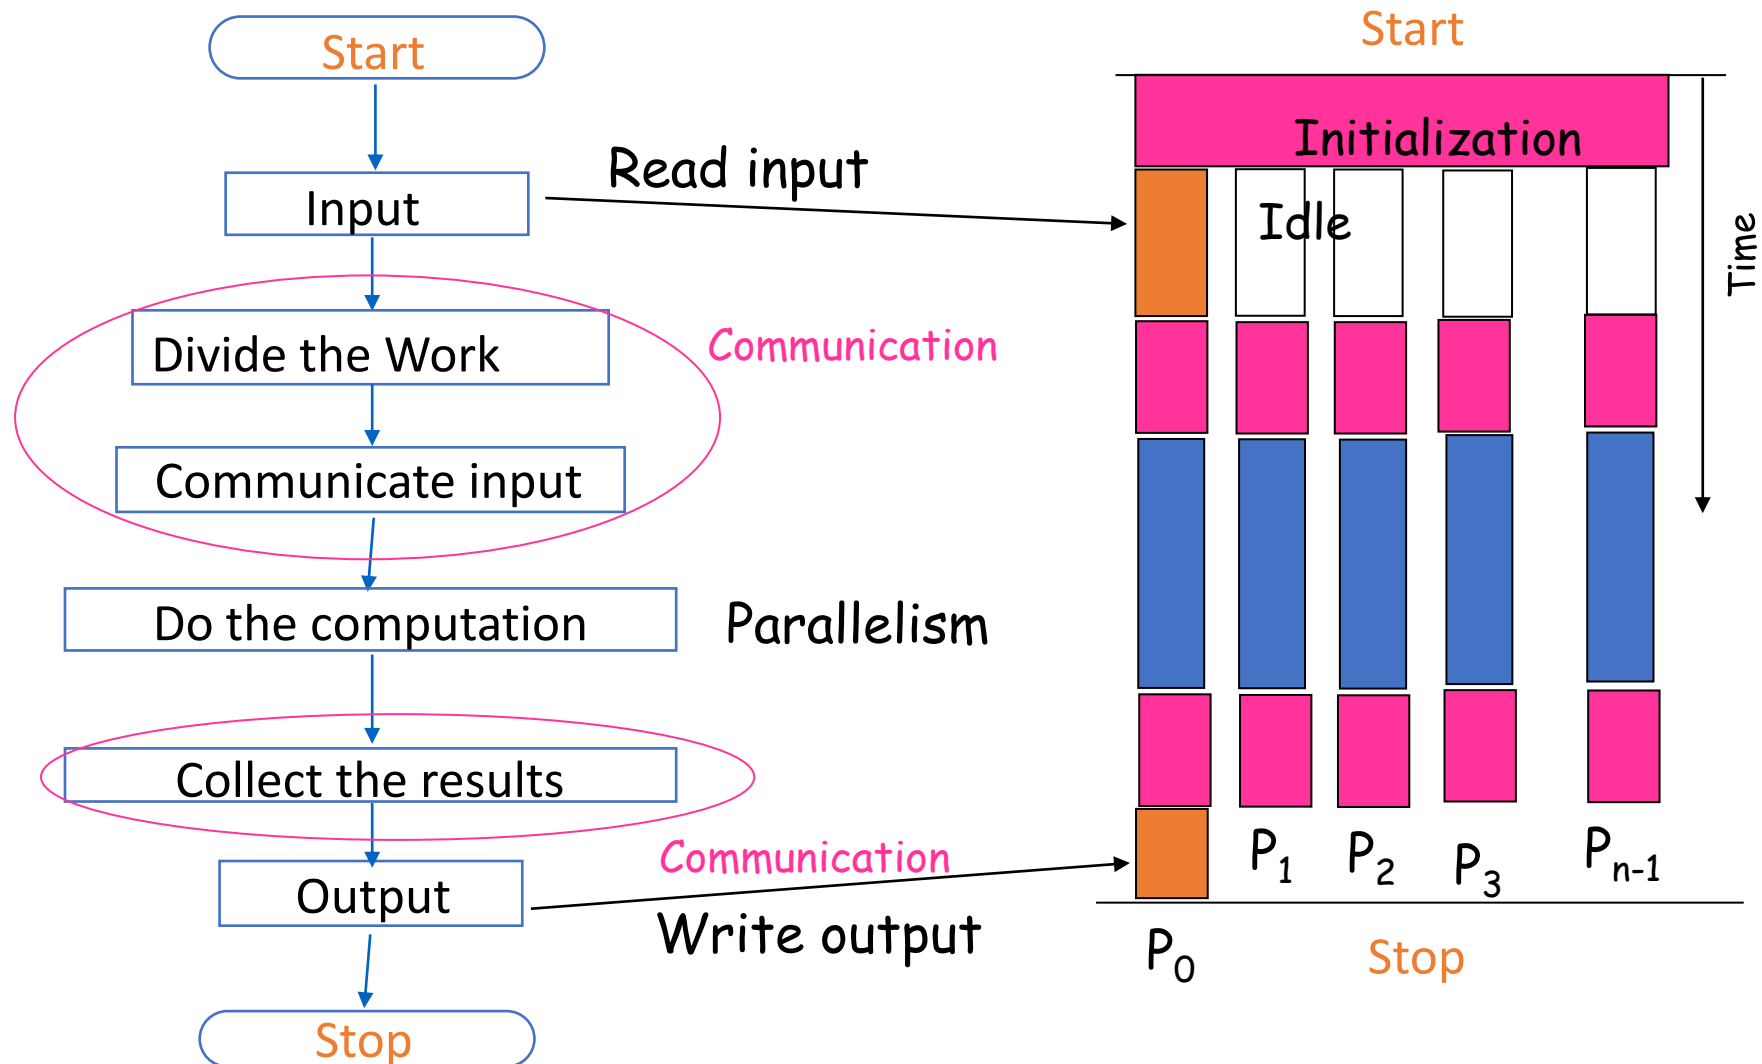 Start
Input
Divide the Work
Communicate input
Do the computation
Collect the results
Output
Stop
Read input
Communication
Parallelism
Communication
Write output
Start
Initialization
Idle
Time
P0
P1
P2
P3
Pn-1
Stop